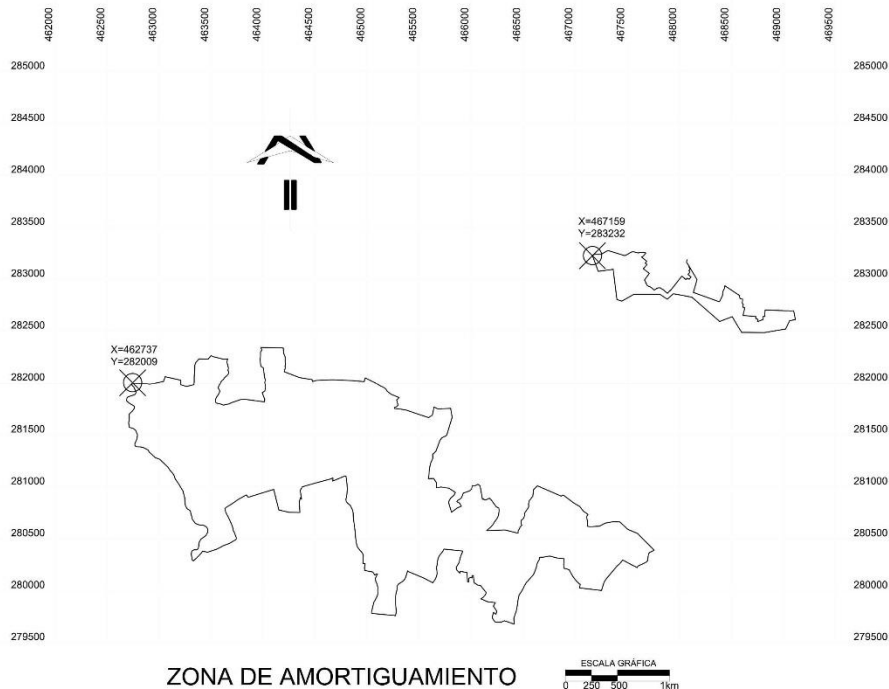 462000 462500 463000 463500 464000 464500 465000 465500 466000 466500 467000 467500 468000 468500 469000 469500
285000 285000
284500 284500
284000 284000
283500 283500
X=467159
Y=283232
283000 283000
282500 282500
X=462737
Y=282009
282000 282000
281500 281500
281000 281000
280500 280500
280000 280000
279500 279500
ZONA DE AMORTIGUAMIENTO
ESCALA GRÁFICA
0 250 500 1km